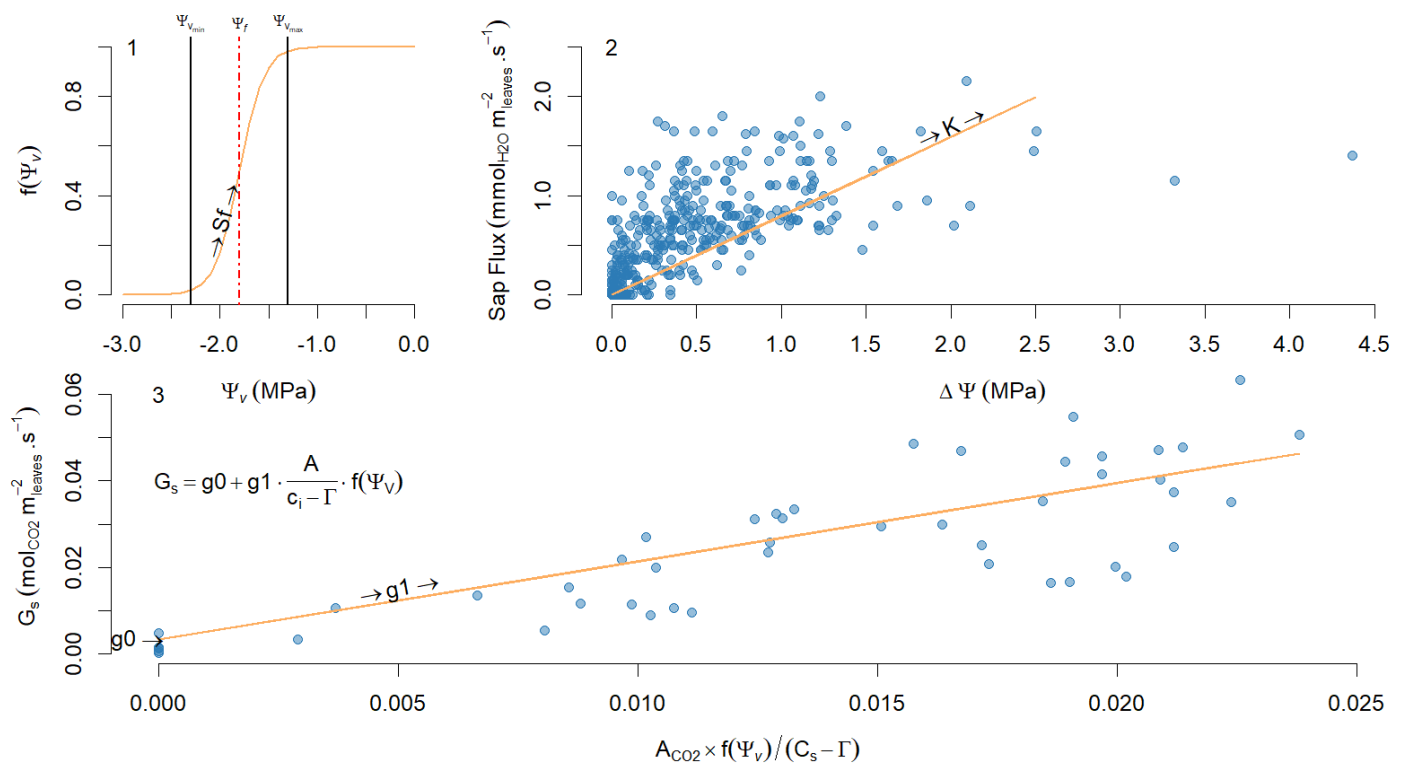 Ψvmin Ψf Ψvmax
1
f(Ψv)
0.0 0.4 0.8
→ Sf →
-3.0 -2.0 -1.0 0.0
Ψv (MPa)
2
Sap Flux (mmolH2O m−2leaves . s−1)
0.0 1.0 2.0
→ K →
0.0 0.5 1.0 1.5 2.0 2.5 3.0 3.5 4.0 4.5
Δ Ψ (MPa)
3
Gs (molCO2 m−2leaves . s−1)
0.00 0.02 0.04 0.06
Gs = g0 + g1 · A / (ci − Γ) · f(ΨV)
→ g1 →
g0 →
0.000 0.005 0.010 0.015 0.020 0.025
ACO2 × f(Ψv) / (Cs − Γ)